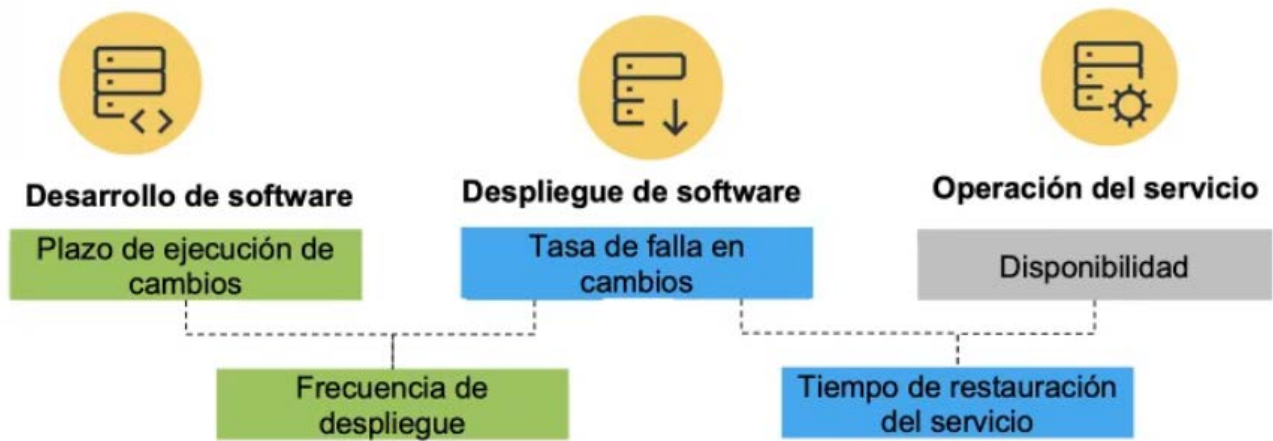 Desarrollo de software
Despliegue de software
Operación del servicio
Plazo de ejecución de
cambios
Tasa de falla en
cambios
Disponibilidad
Frecuencia de
despliegue
Tiempo de restauración
del servicio